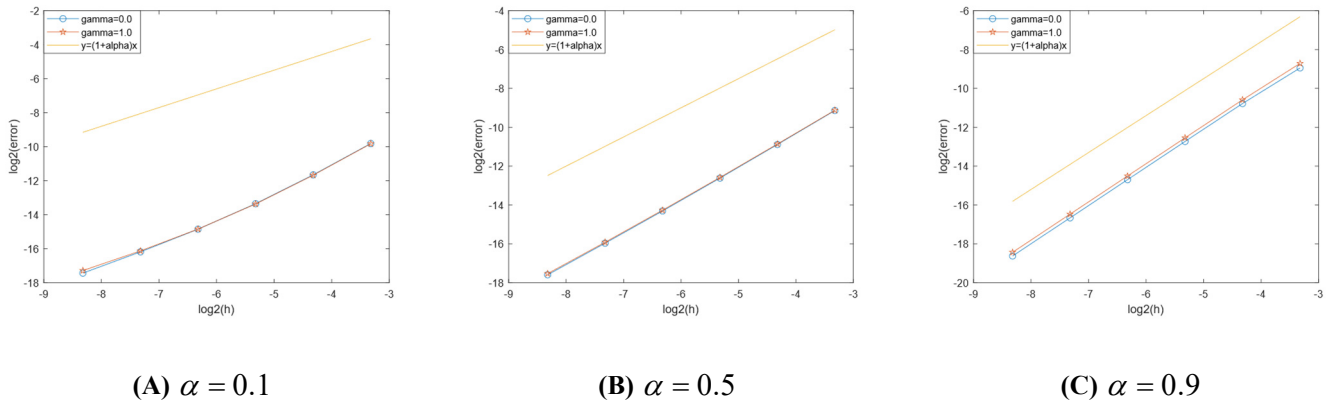 gamma=0.0
gamma=1.0
y=(1+alpha)x
-2
-4
-6
-8
-10
-12
-14
-16
-18
log2(error)
-9 -8 -7 -6 -5 -4 -3
log2(h)
(A) α = 0.1
gamma=0.0
gamma=1.0
y=(1+alpha)x
-4
-6
-8
-10
-12
-14
-16
-18
log2(error)
-9 -8 -7 -6 -5 -4 -3
log2(h)
(B) α = 0.5
gamma=0.0
gamma=1.0
y=(1+alpha)x
-6
-8
-10
-12
-14
-16
-18
-20
log2(error)
-9 -8 -7 -6 -5 -4 -3
log2(h)
(C) α = 0.9